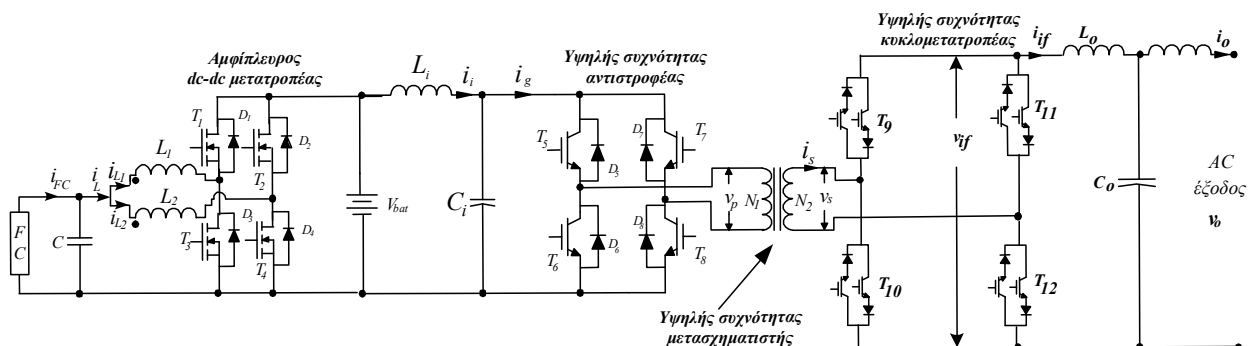 Αμφίπλευρος
dc-dc μετατροπέας
Υψηλής συχνότητας
αντιστροφέας
Υψηλής συχνότητας
κυκλομετατροπέας
Υψηλής συχνότητας
μετασχηματιστής
FC
i_FC
C
i_L
i_L1
i_L2
L_1
L_2
T_1
D_1
T_2
D_2
T_3
D_3
T_4
D_4
V_bat
L_i
i_i
C_i
i_g
T_5
D_5
T_6
D_6
D_7
T_7
D_8
T_8
v_p
N_1
N_2
v_s
i_s
T_9
T_10
v_if
T_11
T_12
i_if
L_o
C_o
i_o
AC
έξοδος
v_o